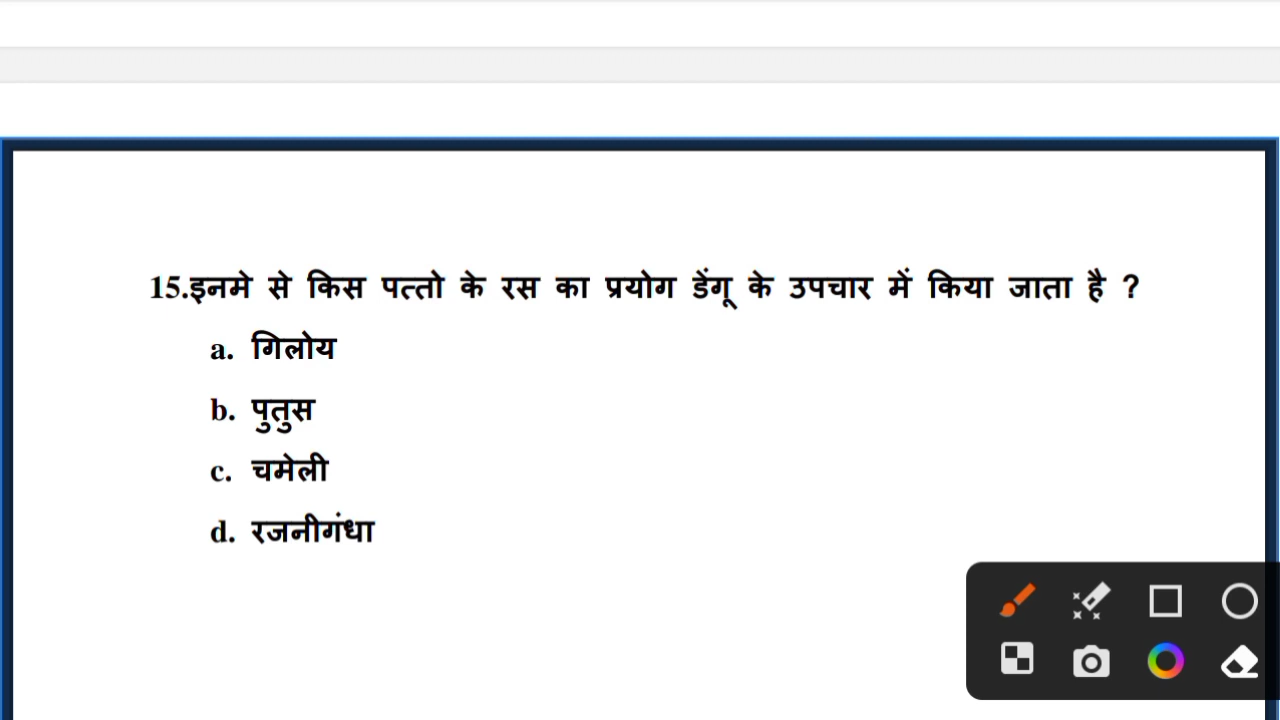 15.इनमे से किस पत्तो के रस का प्रयोग डेंगू के उपचार में किया जाता है ?
a. गिलोय
b. पुतुस
c. चमेली
d. रजनीगंधा